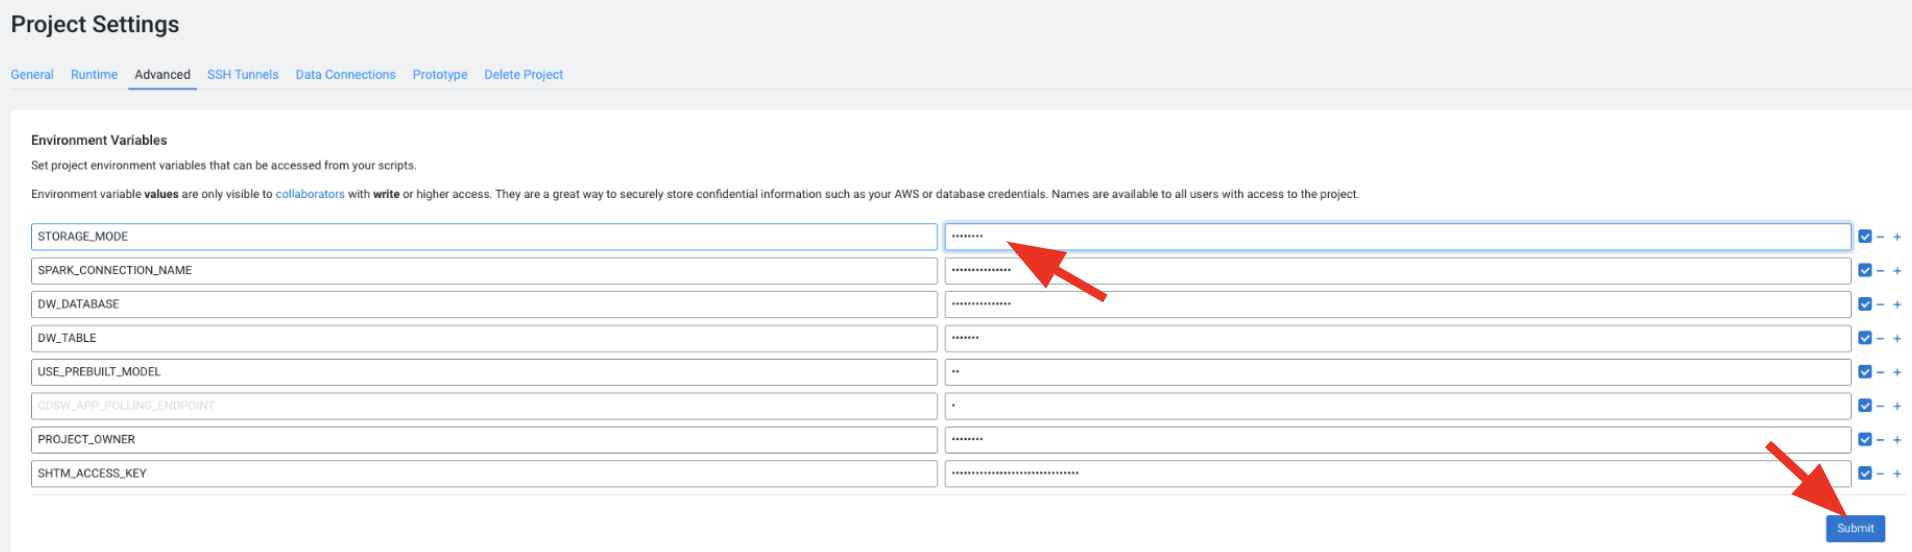 Project Settings
General Runtime Advanced SSH Tunnels Data Connections Prototype Delete Project
Environment Variables
Set project environment variables that can be accessed from your scripts.
Environment variable values are only visible to collaborators with write or higher access. They are a great way to securely store confidential information such as your AWS or database credentials. Names are available to all users with access to the project.
STORAGE_MODE
SPARK_CONNECTION_NAME
DW_DATABASE
DW_TABLE
USE_PREBUILT_MODEL
CDSW_APP_POLLING_ENDPOINT
PROJECT_OWNER
SHTM_ACCESS_KEY
Submit